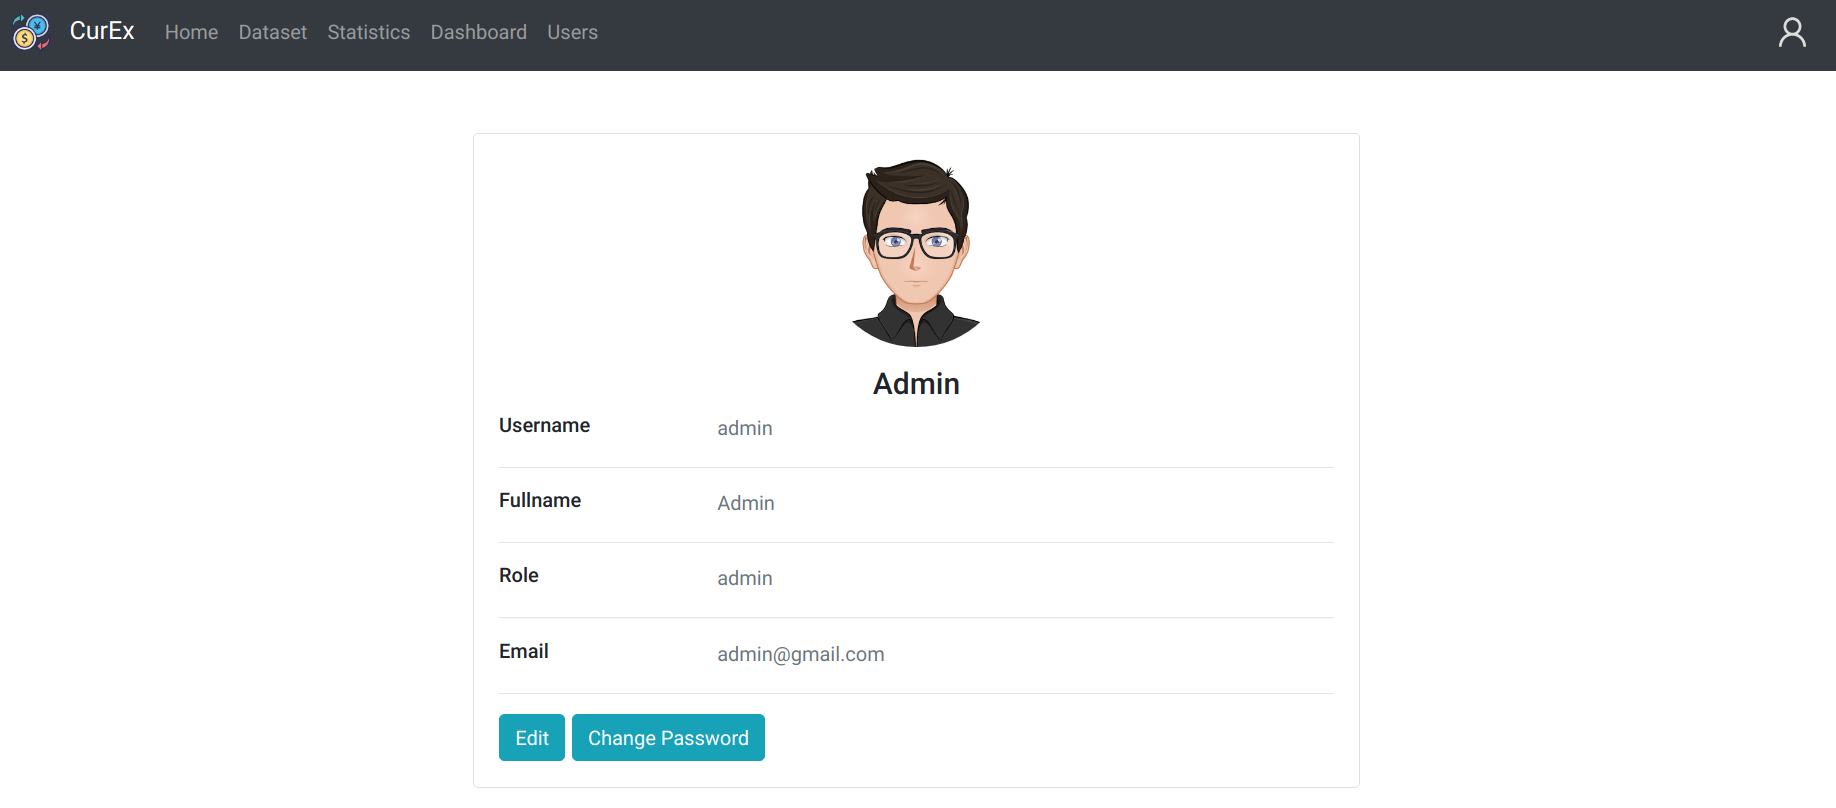 CurEx Home Dataset Statistics Dashboard Users
Admin
Username admin
Fullname Admin
Role admin
Email admin@gmail.com
Edit Change Password